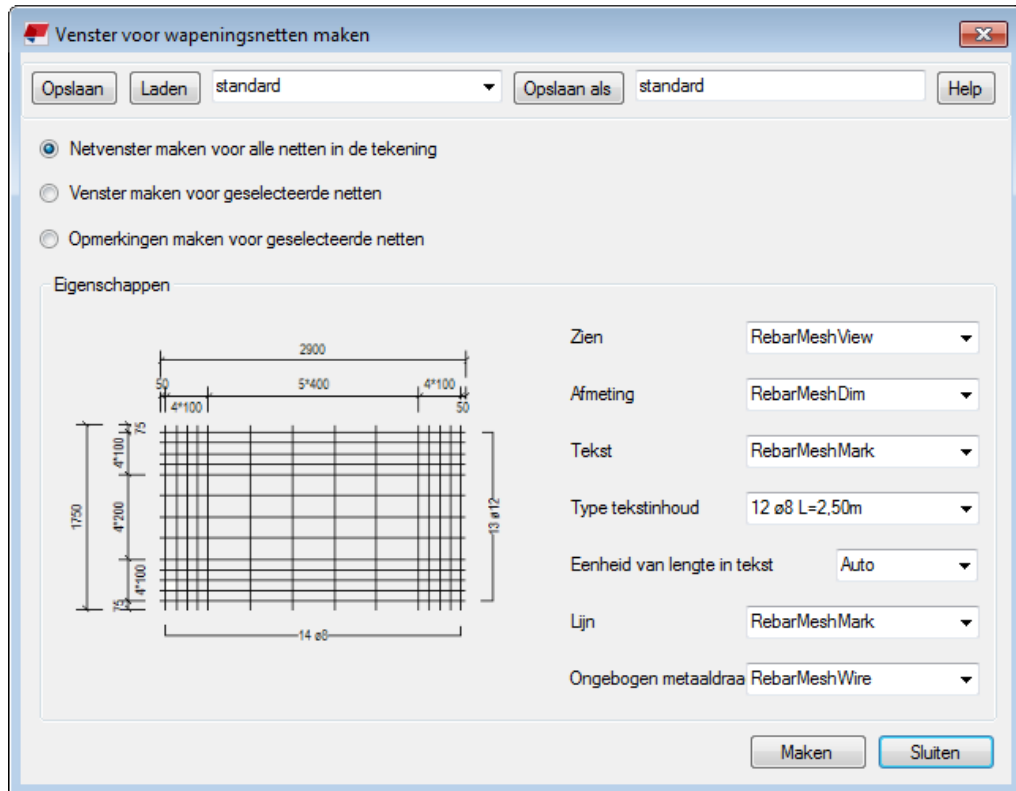 Venster voor wapeningsnetten maken
Opslaan Laden standard Opslaan als standard Help
Netvenster maken voor alle netten in de tekening
Venster maken voor geselecteerde netten
Opmerkingen maken voor geselecteerde netten
Eigenschappen
2900
50 5*400 4*100
4*100 50
75
4*100
1750
4*200
4*100
75
13 ø12
14 ø8
Zien RebarMeshView
Afmeting RebarMeshDim
Tekst RebarMeshMark
Type tekstinhoud 12 ø8 L=2,50m
Eenheid van lengte in tekst Auto
Lijn RebarMeshMark
Ongebogen metaaldraa RebarMeshWire
Maken Sluiten